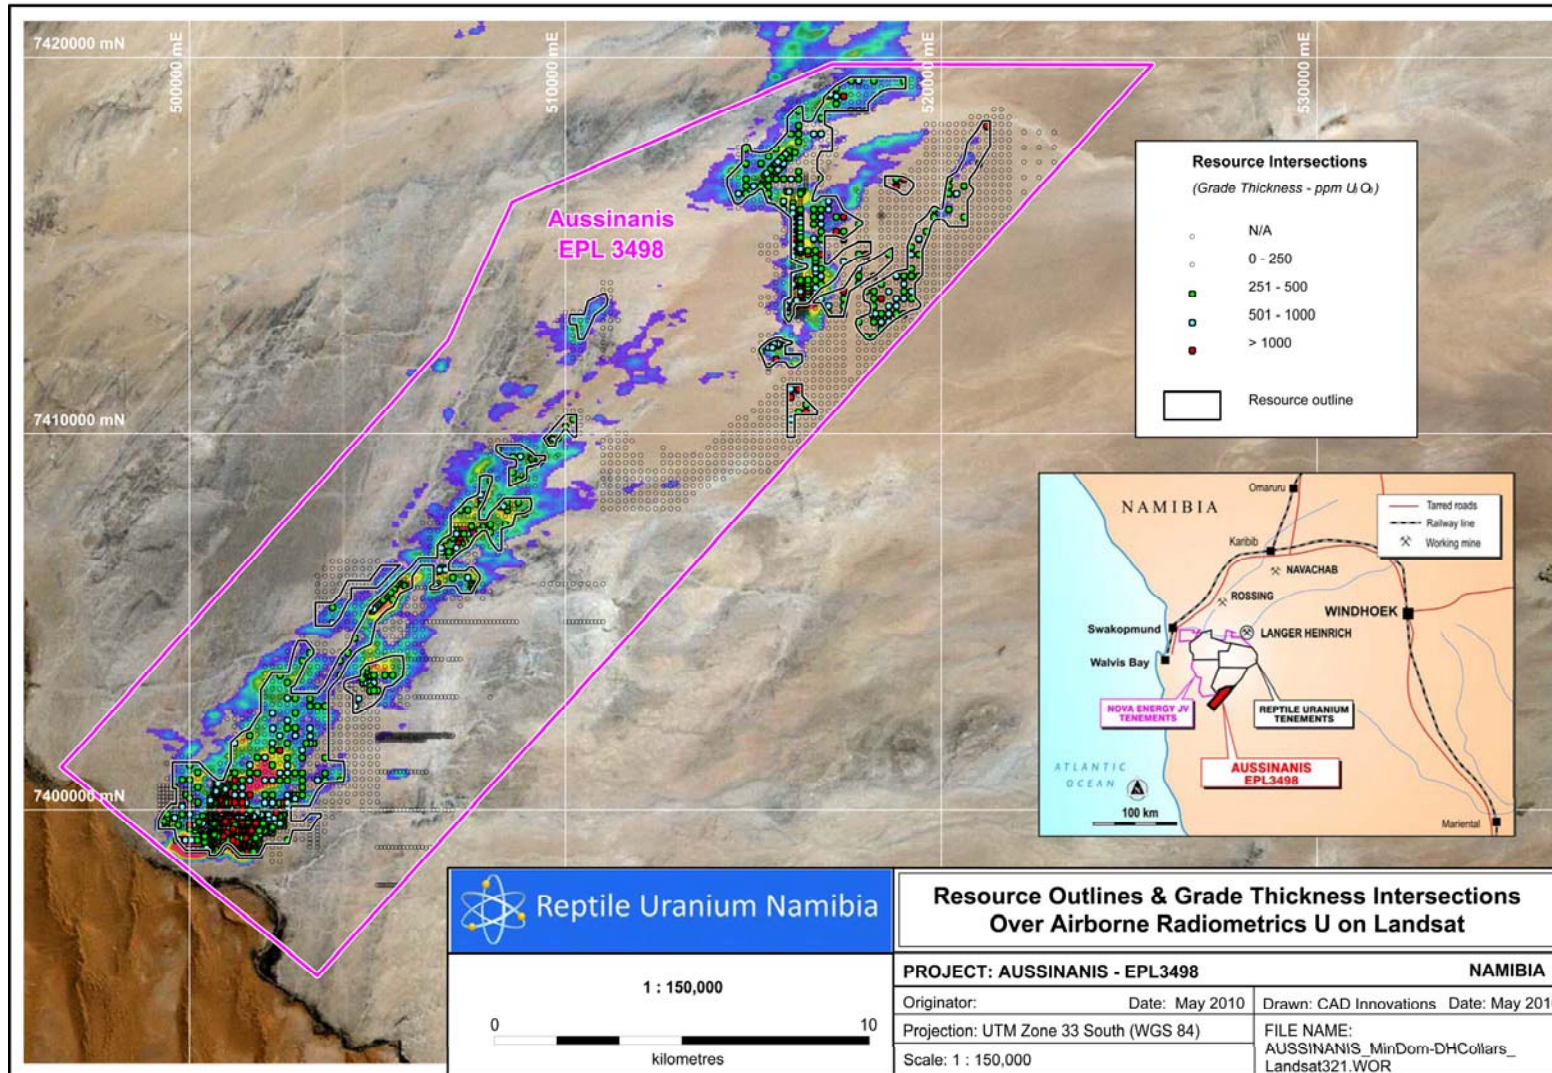 7420000 mN
500000 mE
510000 mE
520000 mE
530000 mE
Aussinanis
EPL 3498
7410000 mN
7400000 mN
Resource Intersections
(Grade Thickness - ppm U₃O₈)
N/A
0 - 250
251 - 500
501 - 1000
> 1000
Resource outline
NAMIBIA
Omaruru
Tarred roads
Railway line
Working mine
Karibib
NAVACHAB
ROSSING
WINDHOEK
Swakopmund
LANGER HEINRICH
Walvis Bay
NOVA ENERGY JV
TENEMENTS
REPTILE URANIUM
TENEMENTS
ATLANTIC
OCEAN
AUSSINANIS
EPL3498
100 km
Mariental
Reptile Uranium Namibia
1 : 150,000
0 10
kilometres
Resource Outlines & Grade Thickness Intersections
Over Airborne Radiometrics U on Landsat
PROJECT: AUSSINANIS - EPL3498 NAMIBIA
Originator: Date: May 2010 Drawn: CAD Innovations Date: May 201
Projection: UTM Zone 33 South (WGS 84)
Scale: 1 : 150,000
FILE NAME:
AUSSINANIS_MinDom-DHCollars_
Landsat321.WOR